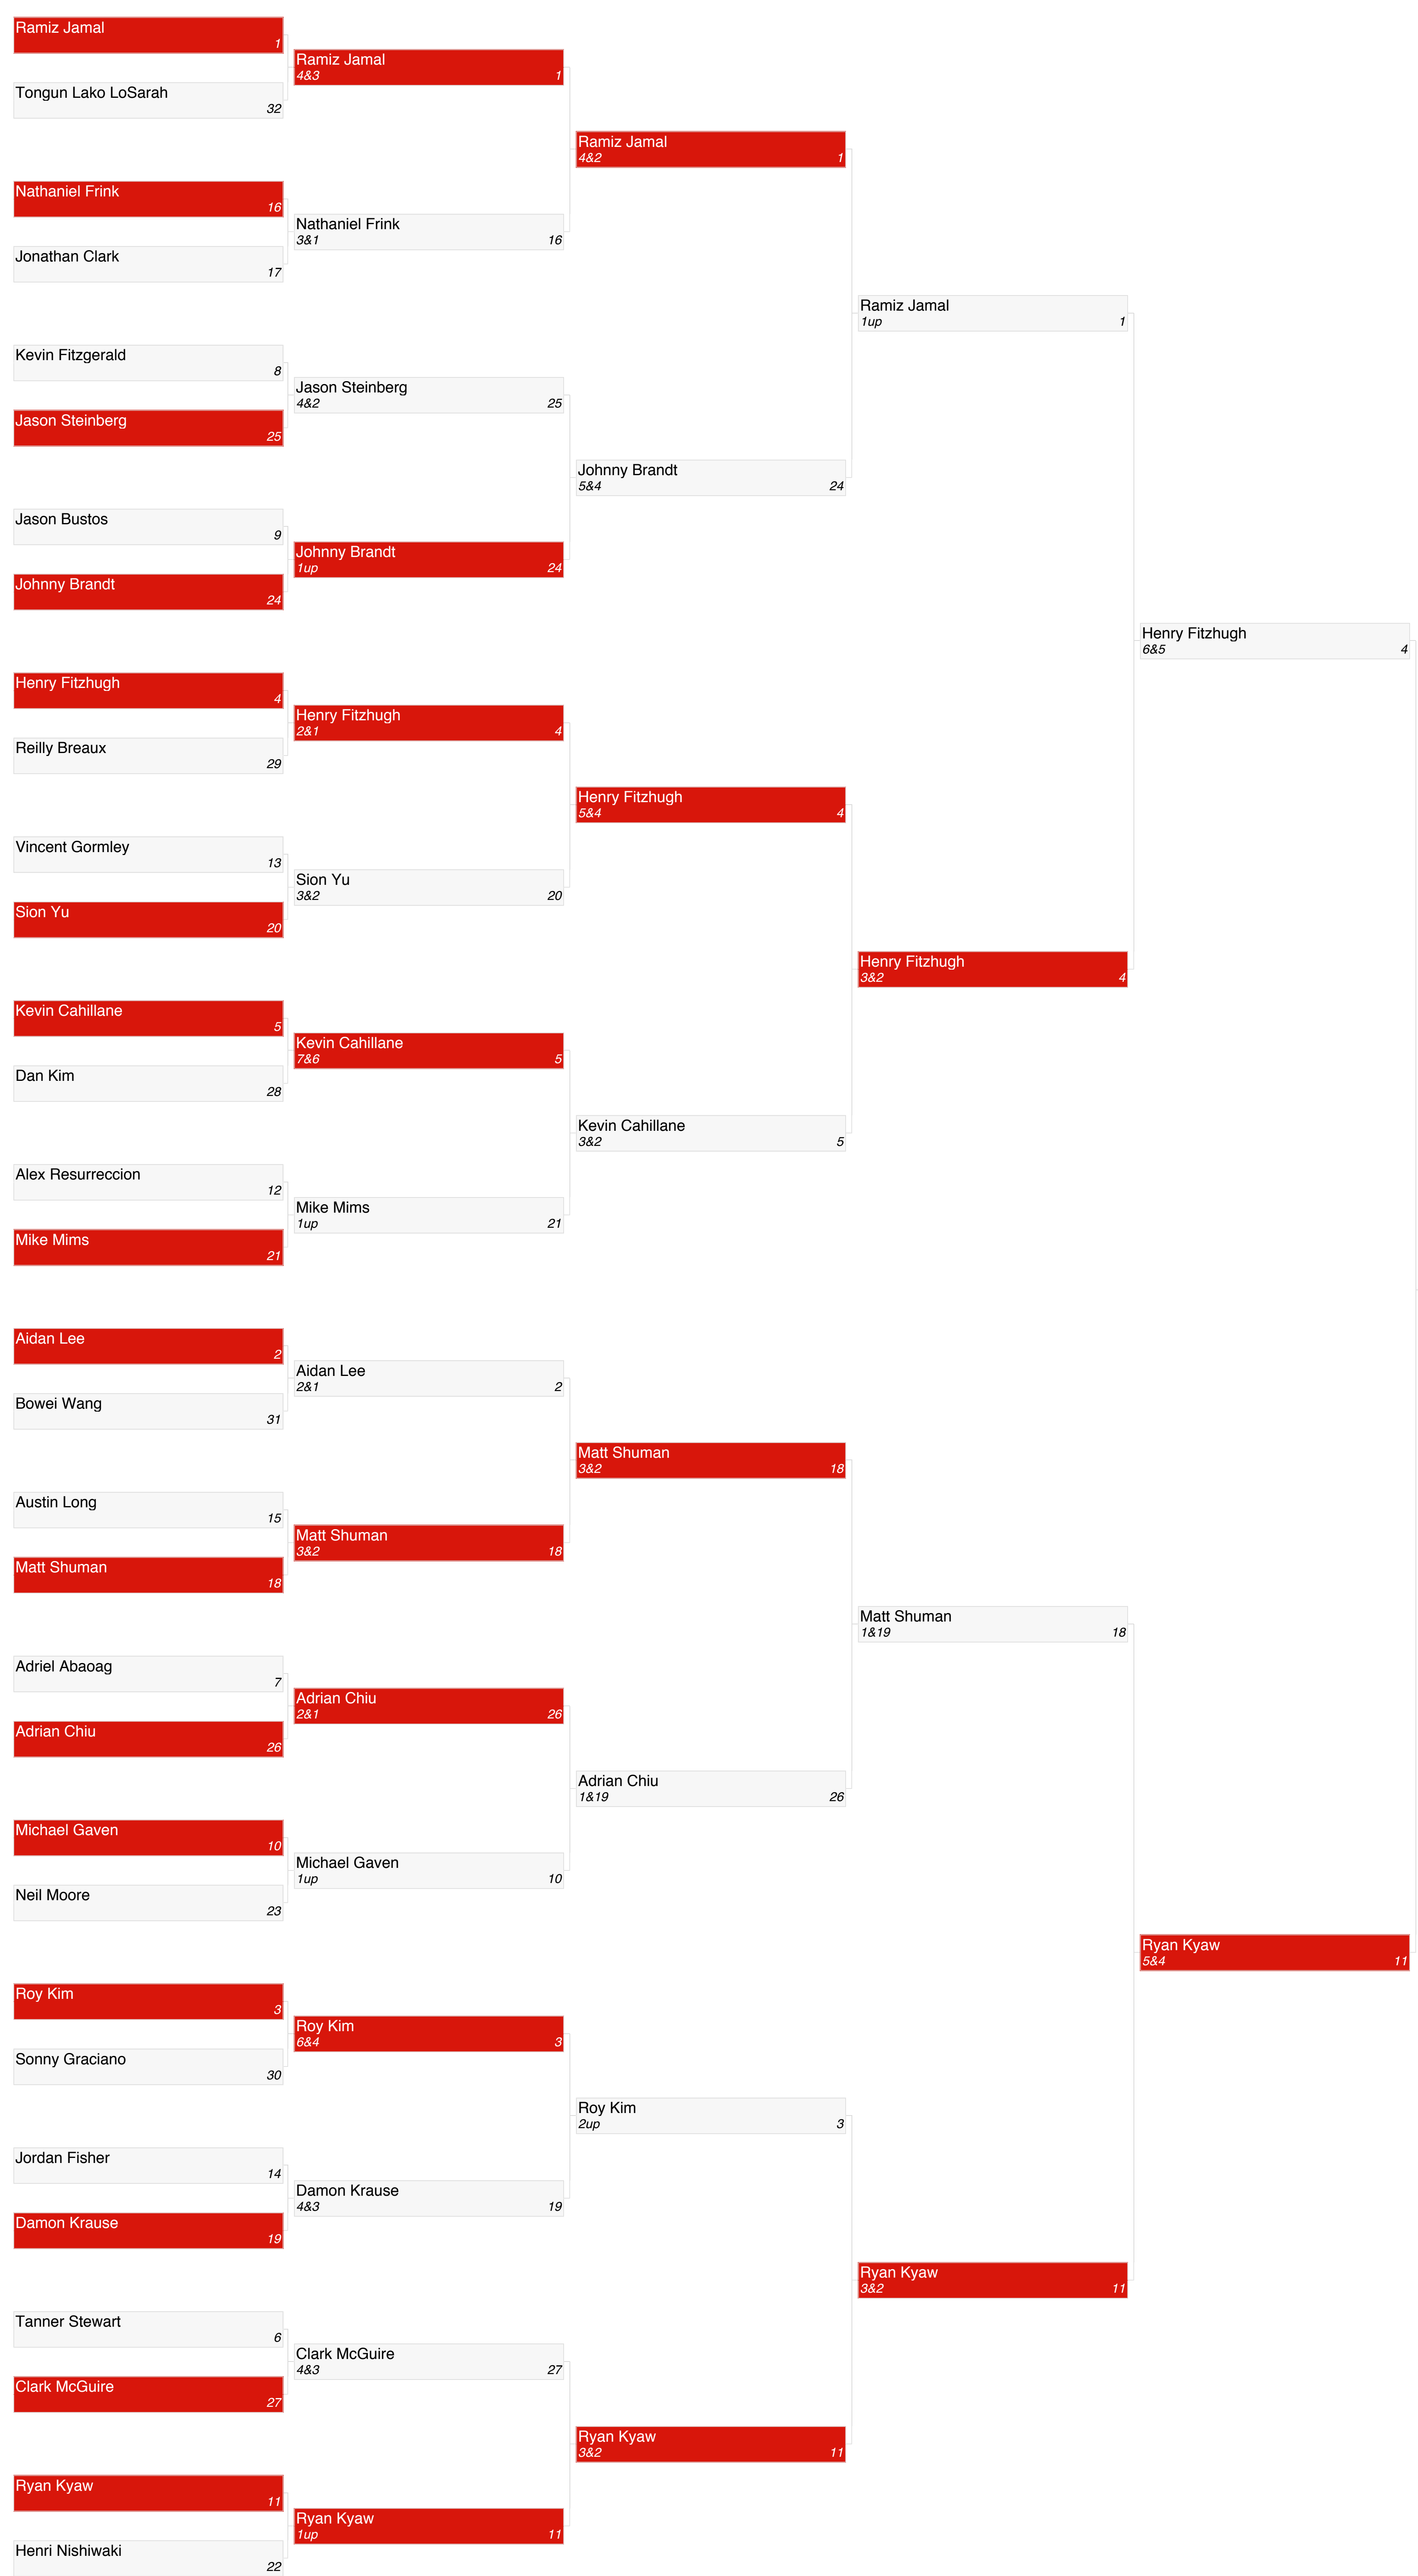 Ramiz Jamal
1
Tongun Lako LoSarah
32
Nathaniel Frink
16
Jonathan Clark
17
Kevin Fitzgerald
8
Jason Steinberg
25
Jason Bustos
9
Johnny Brandt
24
Henry Fitzhugh
4
Reilly Breaux
29
Vincent Gormley
13
Sion Yu
20
Kevin Cahillane
5
Dan Kim
28
Alex Resurreccion
12
Mike Mims
21
Aidan Lee
2
Bowei Wang
31
Austin Long
15
Matt Shuman
18
Adriel Abaoag
7
Adrian Chiu
26
Michael Gaven
10
Neil Moore
23
Roy Kim
3
Sonny Graciano
30
Jordan Fisher
14
Damon Krause
19
Tanner Stewart
6
Clark McGuire
27
Ryan Kyaw
11
Henri Nishiwaki
22
Ramiz Jamal
4&3 1
Nathaniel Frink
3&1 16
Jason Steinberg
4&2 25
Johnny Brandt
1up 24
Henry Fitzhugh
2&1 4
Sion Yu
3&2 20
Kevin Cahillane
7&6 5
Mike Mims
1up 21
Aidan Lee
2&1 2
Matt Shuman
3&2 18
Adrian Chiu
2&1 26
Michael Gaven
1up 10
Roy Kim
6&4 3
Damon Krause
4&3 19
Clark McGuire
4&3 27
Ryan Kyaw
1up 11
Ramiz Jamal
4&2 1
Johnny Brandt
5&4 24
Henry Fitzhugh
5&4 4
Kevin Cahillane
3&2 5
Matt Shuman
3&2 18
Adrian Chiu
1&19 26
Roy Kim
2up 3
Ryan Kyaw
3&2 11
Ramiz Jamal
1up 1
Henry Fitzhugh
3&2 4
Matt Shuman
1&19 18
Ryan Kyaw
3&2 11
Henry Fitzhugh
6&5 4
Ryan Kyaw
5&4 11